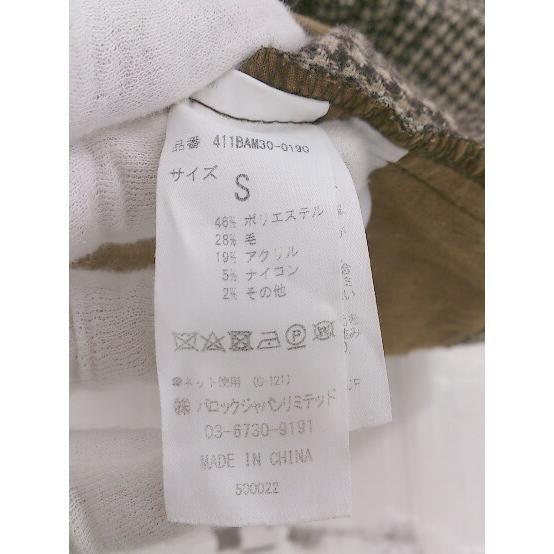 品番 411BAM30-0190
サイズ
S
46% ポリエステル
28% 毛
19% アクリル
5% ナイロン
2% その他
●ネット使用 (C-121)
㈱ バロックジャパンリミテッド
03-6730-9191
MADE IN CHINA
500022